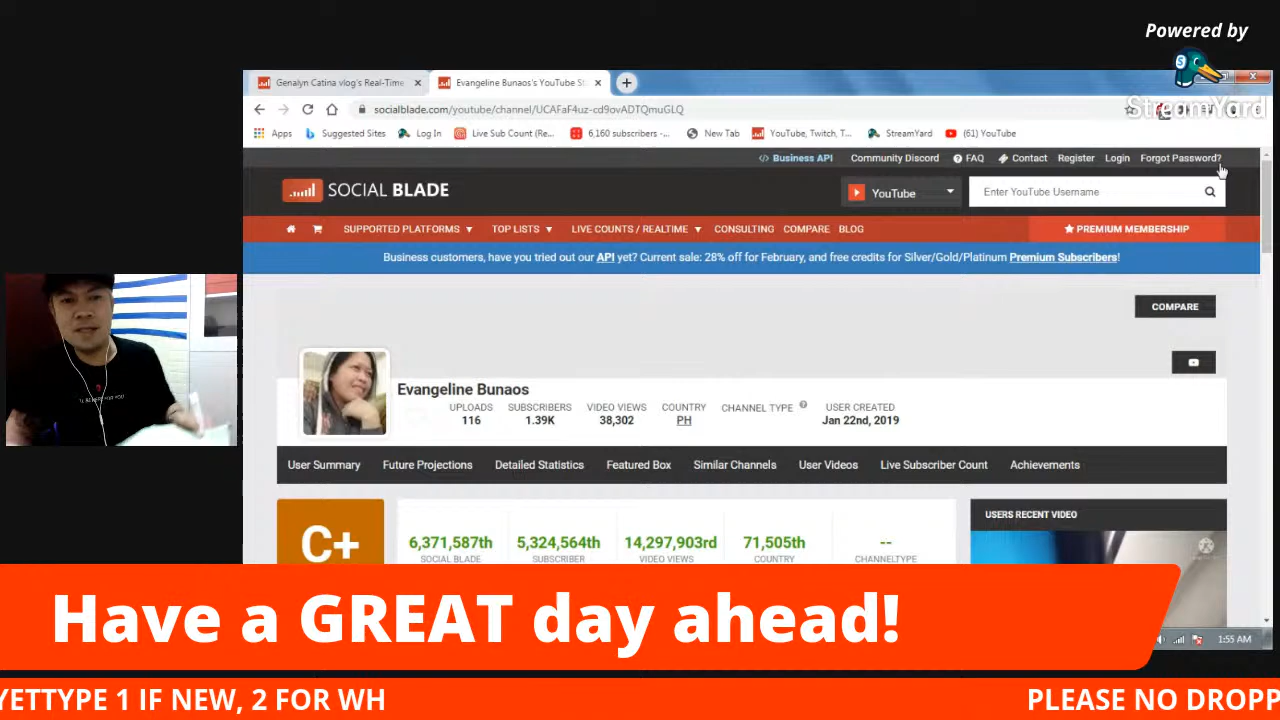 Powered by
StreamYard
Genalyn Catina vlog's Real-Time
Evangeline Bunaos's YouTube St
socialblade.com/youtube/channel/UCAFaF4uz-cd9ovADTQmuGLQ
Apps Suggested Sites Log In Live Sub Count (Re... 6,160 subscribers -... New Tab YouTube, Twitch, T... StreamYard (61) YouTube
Business API Community Discord FAQ Contact Register Login Forgot Password?
SOCIAL BLADE YouTube Enter YouTube Username
SUPPORTED PLATFORMS TOP LISTS LIVE COUNTS / REALTIME CONSULTING COMPARE BLOG PREMIUM MEMBERSHIP
Business customers, have you tried out our API yet? Current sale: 28% off for February, and free credits for Silver/Gold/Platinum Premium Subscribers!
COMPARE
Evangeline Bunaos
UPLOADS SUBSCRIBERS VIDEO VIEWS COUNTRY CHANNEL TYPE USER CREATED
116 1.39K 38,302 PH Jan 22nd, 2019
User Summary Future Projections Detailed Statistics Featured Box Similar Channels User Videos Live Subscriber Count Achievements
C+
6,371,587th 5,324,564th 14,297,903rd 71,505th --
SOCIAL BLADE SUBSCRIBER VIDEO VIEWS COUNTRY CHANNELTYPE
USERS RECENT VIDEO
Have a GREAT day ahead!
1:55 AM
YETTYPE 1 IF NEW, 2 FOR WH
PLEASE NO DROPP